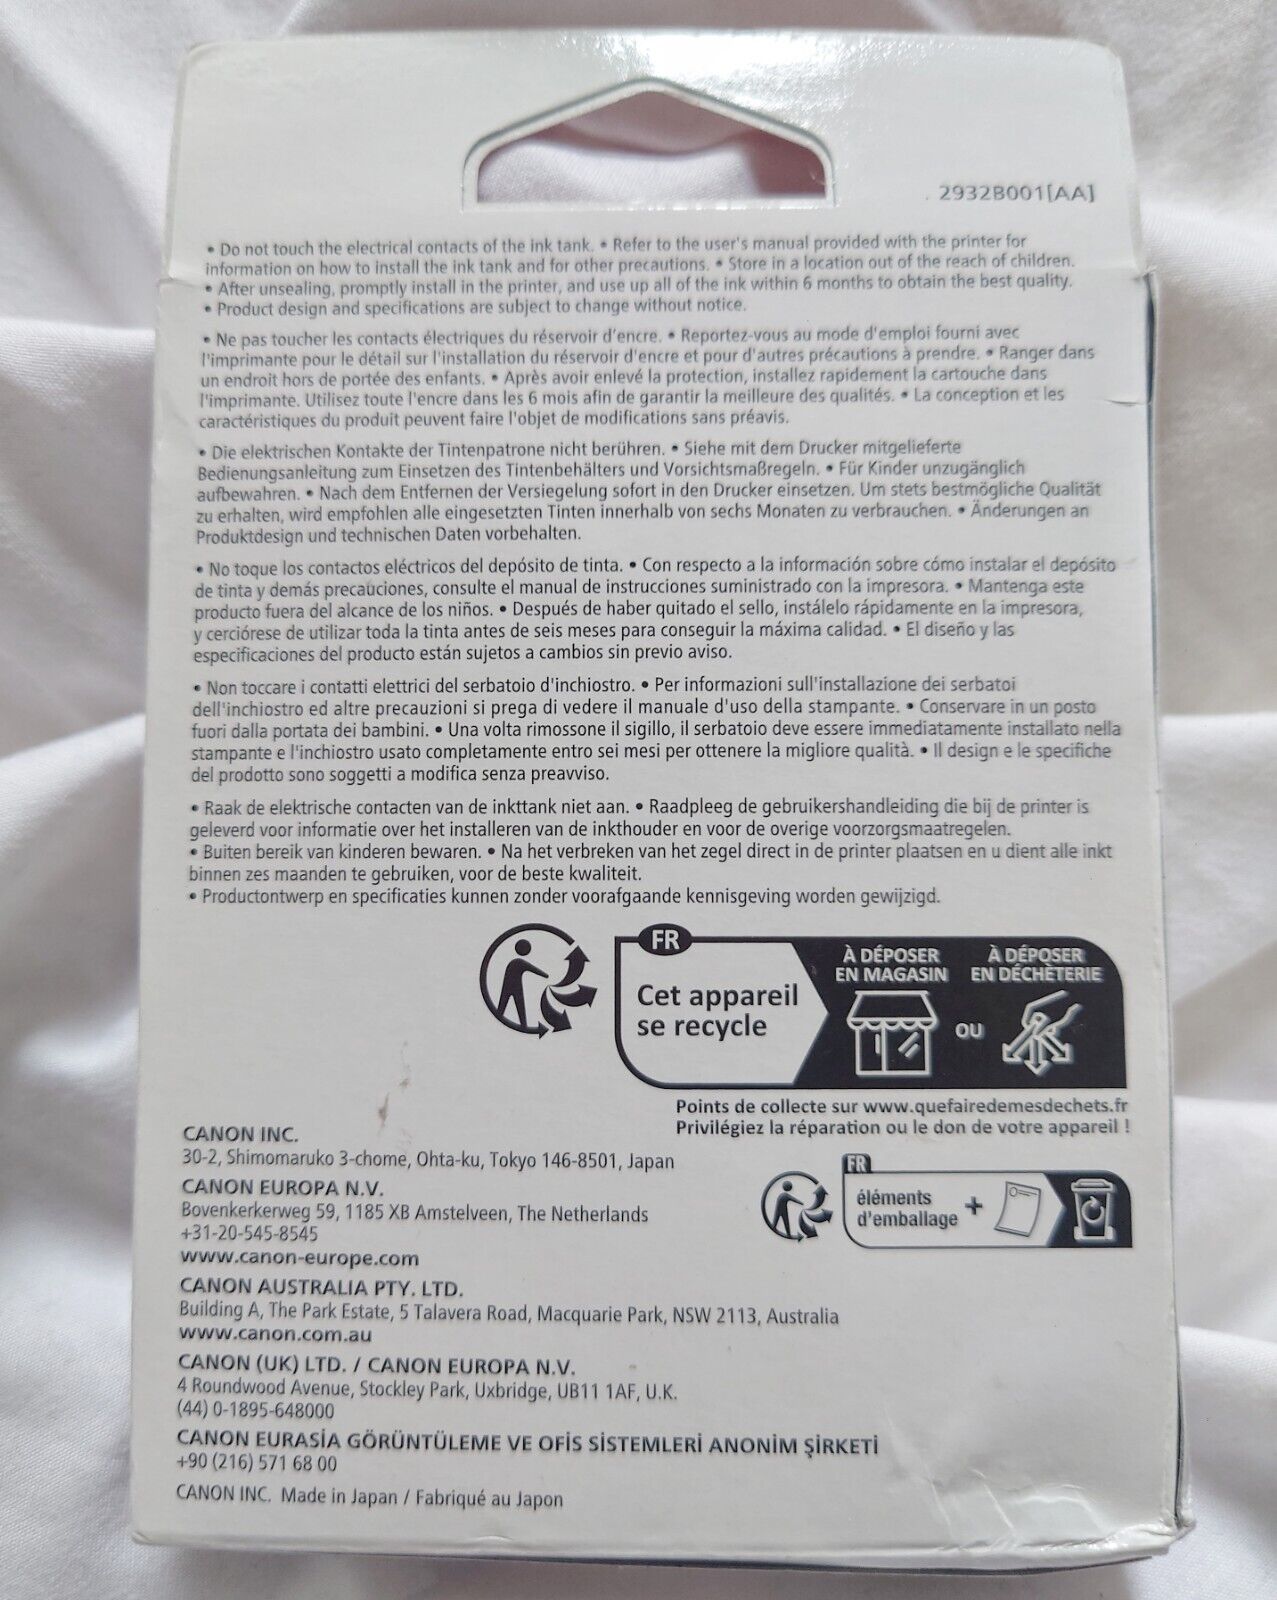 2932B001[AA]
• Do not touch the electrical contacts of the ink tank. • Refer to the user's manual provided with the printer for
information on how to install the ink tank and for other precautions. • Store in a location out of the reach of children.
• After unsealing, promptly install in the printer, and use up all of the ink within 6 months to obtain the best quality.
• Product design and specifications are subject to change without notice.
• Ne pas toucher les contacts électriques du réservoir d'encre. • Reportez-vous au mode d'emploi fourni avec
l'imprimante pour le détail sur l'installation du réservoir d'encre et pour d'autres précautions à prendre. • Ranger dans
un endroit hors de portée des enfants. • Après avoir enlevé la protection, installez rapidement la cartouche dans
l'imprimante. Utilisez toute l'encre dans les 6 mois afin de garantir la meilleure des qualités. • La conception et les
caractéristiques du produit peuvent faire l'objet de modifications sans préavis.
• Die elektrischen Kontakte der Tintenpatrone nicht berühren. • Siehe mit dem Drucker mitgelieferte
Bedienungsanleitung zum Einsetzen des Tintenbehälters und Vorsichtsmaßregeln. • Für Kinder unzugänglich
aufbewahren. • Nach dem Entfernen der Versiegelung sofort in den Drucker einsetzen. Um stets bestmögliche Qualität
zu erhalten, wird empfohlen alle eingesetzten Tinten innerhalb von sechs Monaten zu verbrauchen. • Änderungen an
Produktdesign und technischen Daten vorbehalten.
• No toque los contactos eléctricos del depósito de tinta. • Con respecto a la información sobre cómo instalar el depósito
de tinta y demás precauciones, consulte el manual de instrucciones suministrado con la impresora. • Mantenga este
producto fuera del alcance de los niños. • Después de haber quitado el sello, instálelo rápidamente en la impresora,
y cerciórese de utilizar toda la tinta antes de seis meses para conseguir la máxima calidad. • El diseño y las
especificaciones del producto están sujetos a cambios sin previo aviso.
• Non toccare i contatti elettrici del serbatoio d'inchiostro. • Per informazioni sull'installazione dei serbatoi
dell'inchiostro ed altre precauzioni si prega di vedere il manuale d'uso della stampante. • Conservare in un posto
fuori dalla portata dei bambini. • Una volta rimossone il sigillo, il serbatoio deve essere immediatamente installato nella
stampante e l'inchiostro usato completamente entro sei mesi per ottenere la migliore qualità. • Il design e le specifiche
del prodotto sono soggetti a modifica senza preavviso.
• Raak de elektrische contacten van de inkttank niet aan. • Raadpleeg de gebruikershandleiding die bij de printer is
geleverd voor informatie over het installeren van de inkthouder en voor de overige voorzorgsmaatregelen.
• Buiten bereik van kinderen bewaren. • Na het verbreken van het zegel direct in de printer plaatsen en u dient alle inkt
binnen zes maanden te gebruiken, voor de beste kwaliteit.
• Productontwerp en specificaties kunnen zonder voorafgaande kennisgeving worden gewijzigd.
FR
Cet appareil
se recycle
À DÉPOSER
EN MAGASIN
OU
À DÉPOSER
EN DÉCHÈTERIE
Points de collecte sur www.quefairedemesdechets.fr
Privilégiez la réparation ou le don de votre appareil !
FR
éléments
d'emballage +
CANON INC.
30-2, Shimomaruko 3-chome, Ohta-ku, Tokyo 146-8501, Japan
CANON EUROPA N.V.
Bovenkerkerweg 59, 1185 XB Amstelveen, The Netherlands
+31-20-545-8545
www.canon-europe.com
CANON AUSTRALIA PTY. LTD.
Building A, The Park Estate, 5 Talavera Road, Macquarie Park, NSW 2113, Australia
www.canon.com.au
CANON (UK) LTD. / CANON EUROPA N.V.
4 Roundwood Avenue, Stockley Park, Uxbridge, UB11 1AF, U.K.
(44) 0-1895-648000
CANON EURASİA GÖRÜNTÜLEME VE OFİS SİSTEMLERİ ANONİM ŞİRKETİ
+90 (216) 571 68 00
CANON INC. Made in Japan / Fabriqué au Japon